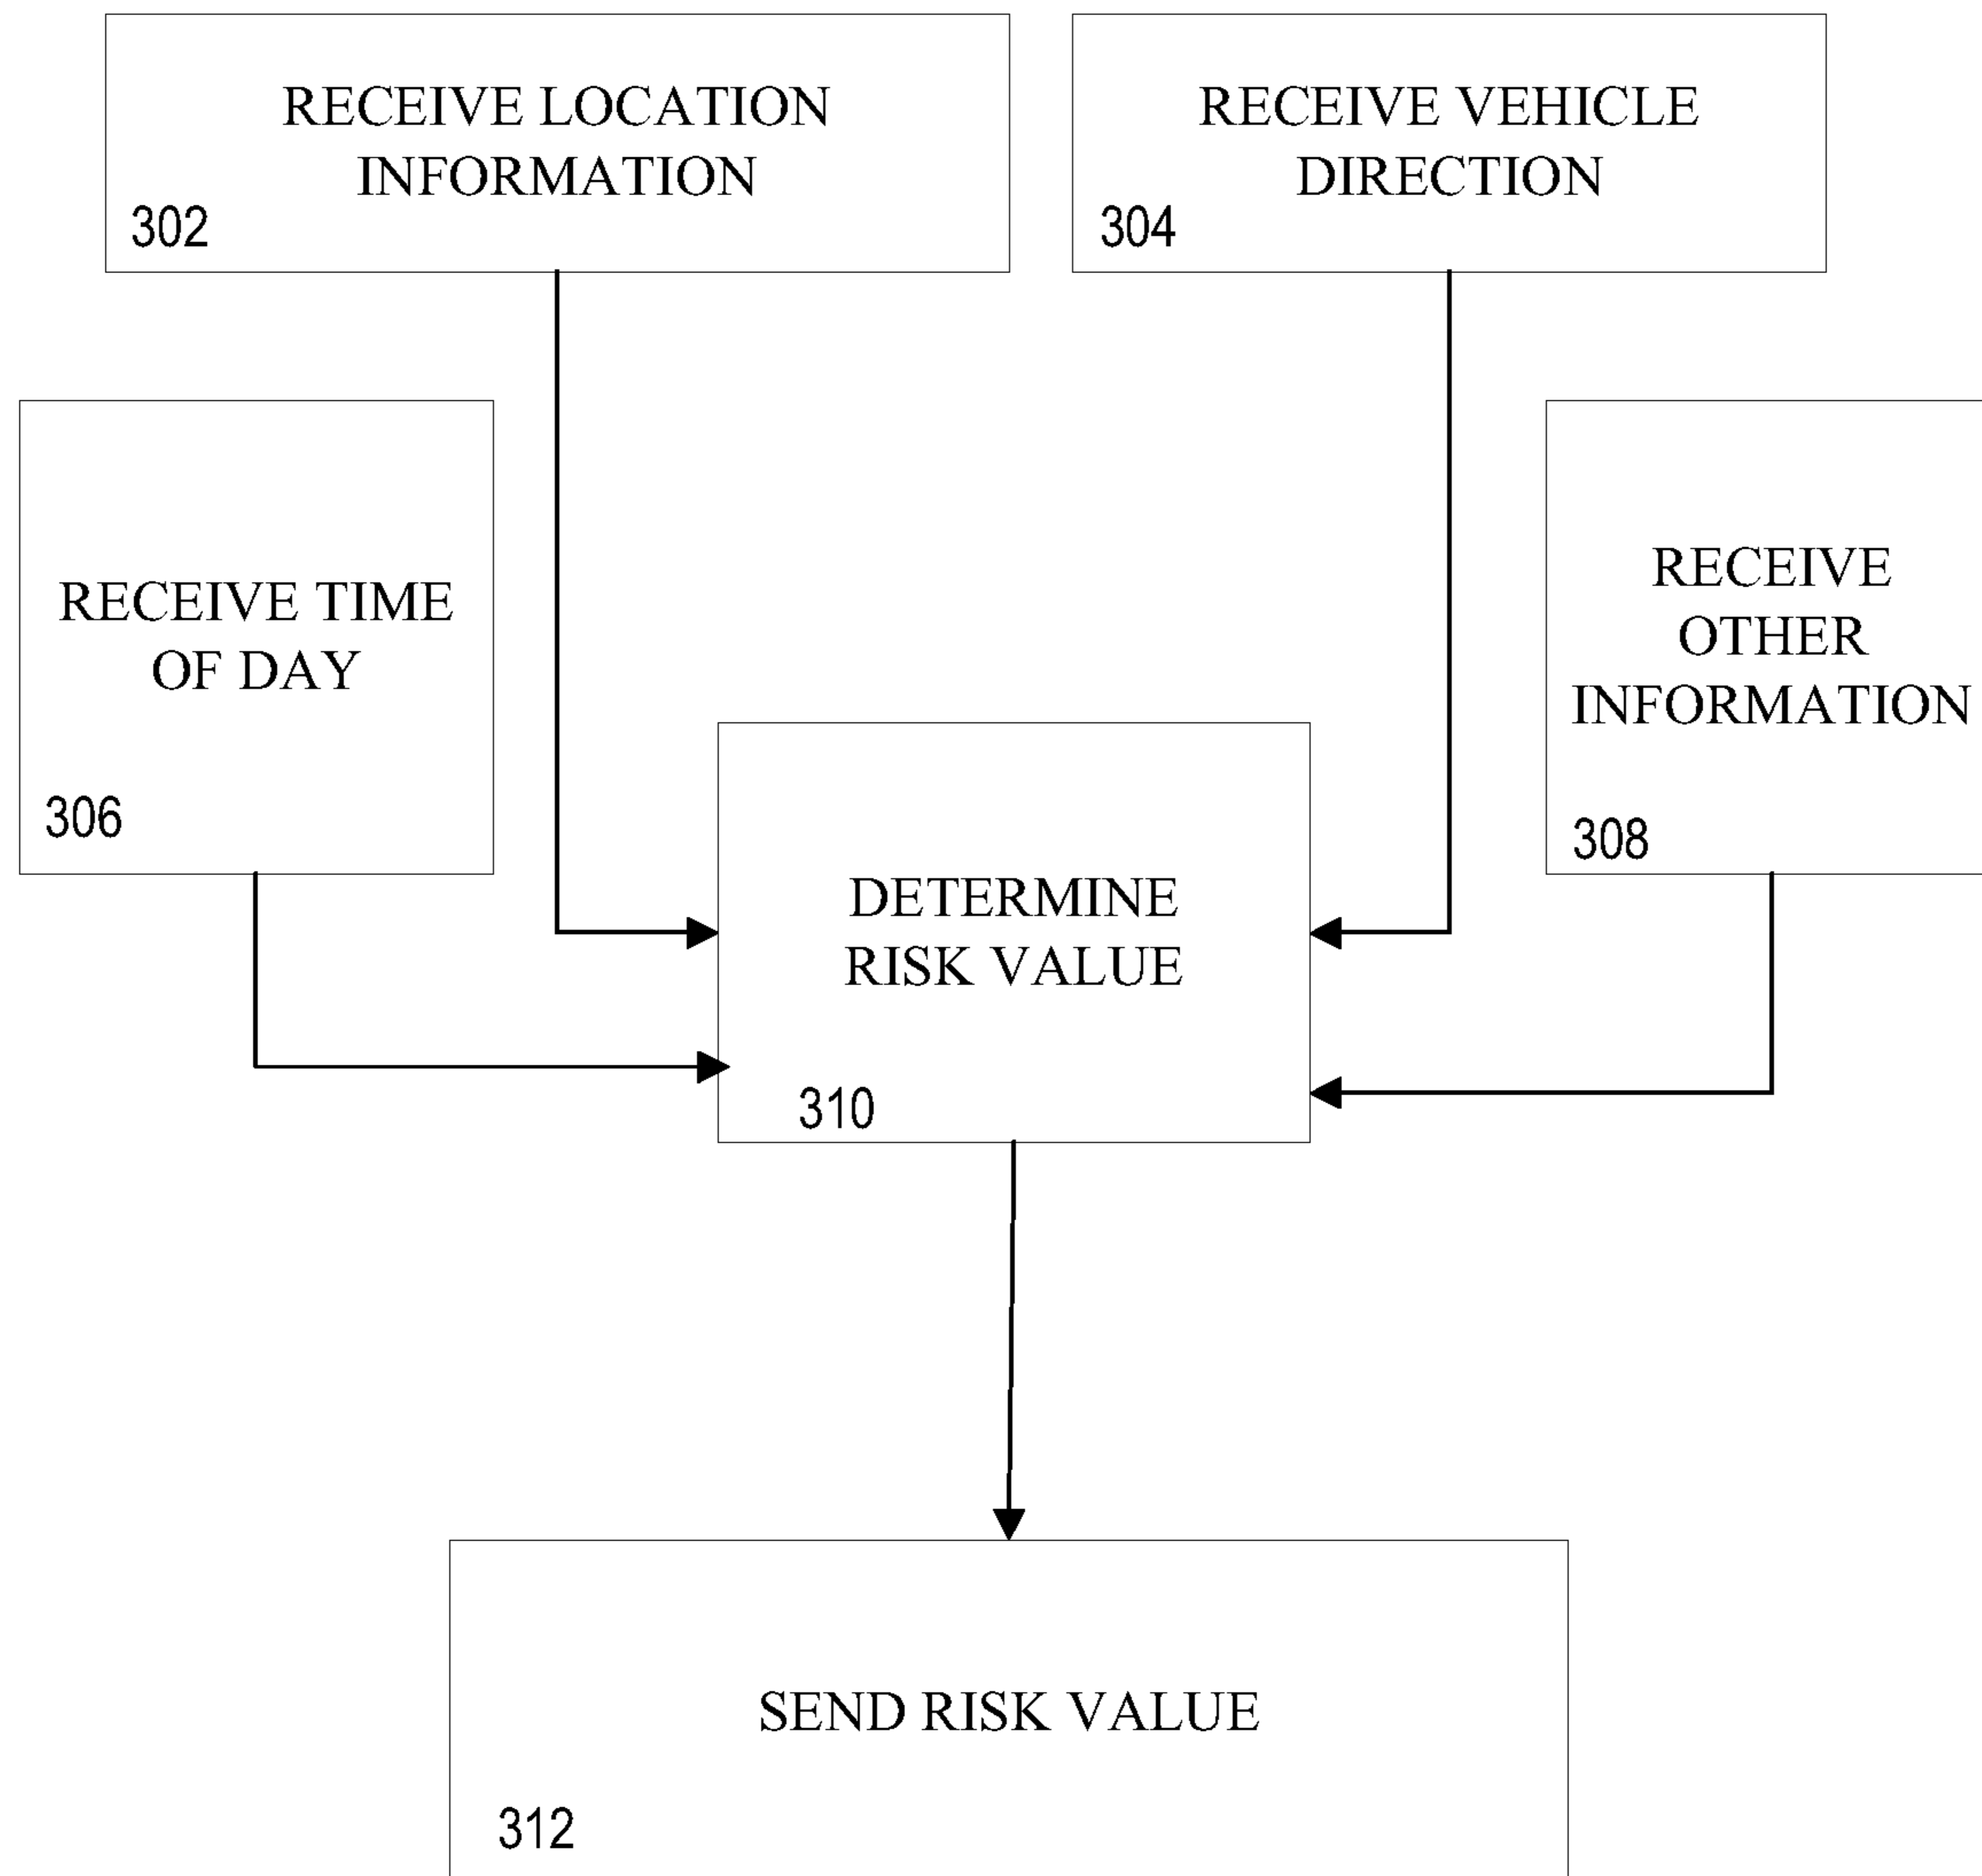 RECEIVE LOCATION
INFORMATION
302
RECEIVE VEHICLE
DIRECTION
304
RECEIVE TIME
OF DAY
306
RECEIVE
OTHER
INFORMATION
308
DETERMINE
RISK VALUE
310
SEND RISK VALUE
312